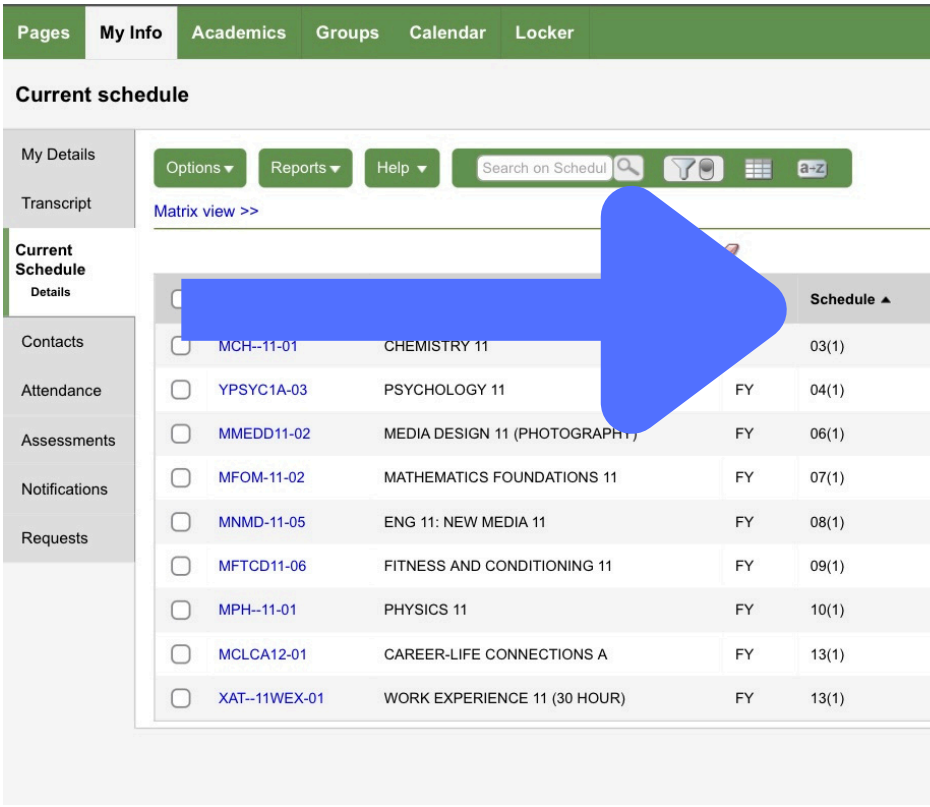 Pages My Info Academics Groups Calendar Locker
Current schedule
My Details
Transcript
Current
Schedule
Details
Contacts
Attendance
Assessments
Notifications
Requests
Options Reports Help Search on Schedul a-z
Matrix view >>
Schedule
MCH--11-01 CHEMISTRY 11 03(1)
YPSYC1A-03 PSYCHOLOGY 11 FY 04(1)
MMEDD11-02 MEDIA DESIGN 11 (PHOTOGRAPHY) FY 06(1)
MFOM-11-02 MATHEMATICS FOUNDATIONS 11 FY 07(1)
MNMD-11-05 ENG 11: NEW MEDIA 11 FY 08(1)
MFTCD11-06 FITNESS AND CONDITIONING 11 FY 09(1)
MPH--11-01 PHYSICS 11 FY 10(1)
MCLCA12-01 CAREER-LIFE CONNECTIONS A FY 13(1)
XAT--11WEX-01 WORK EXPERIENCE 11 (30 HOUR) FY 13(1)